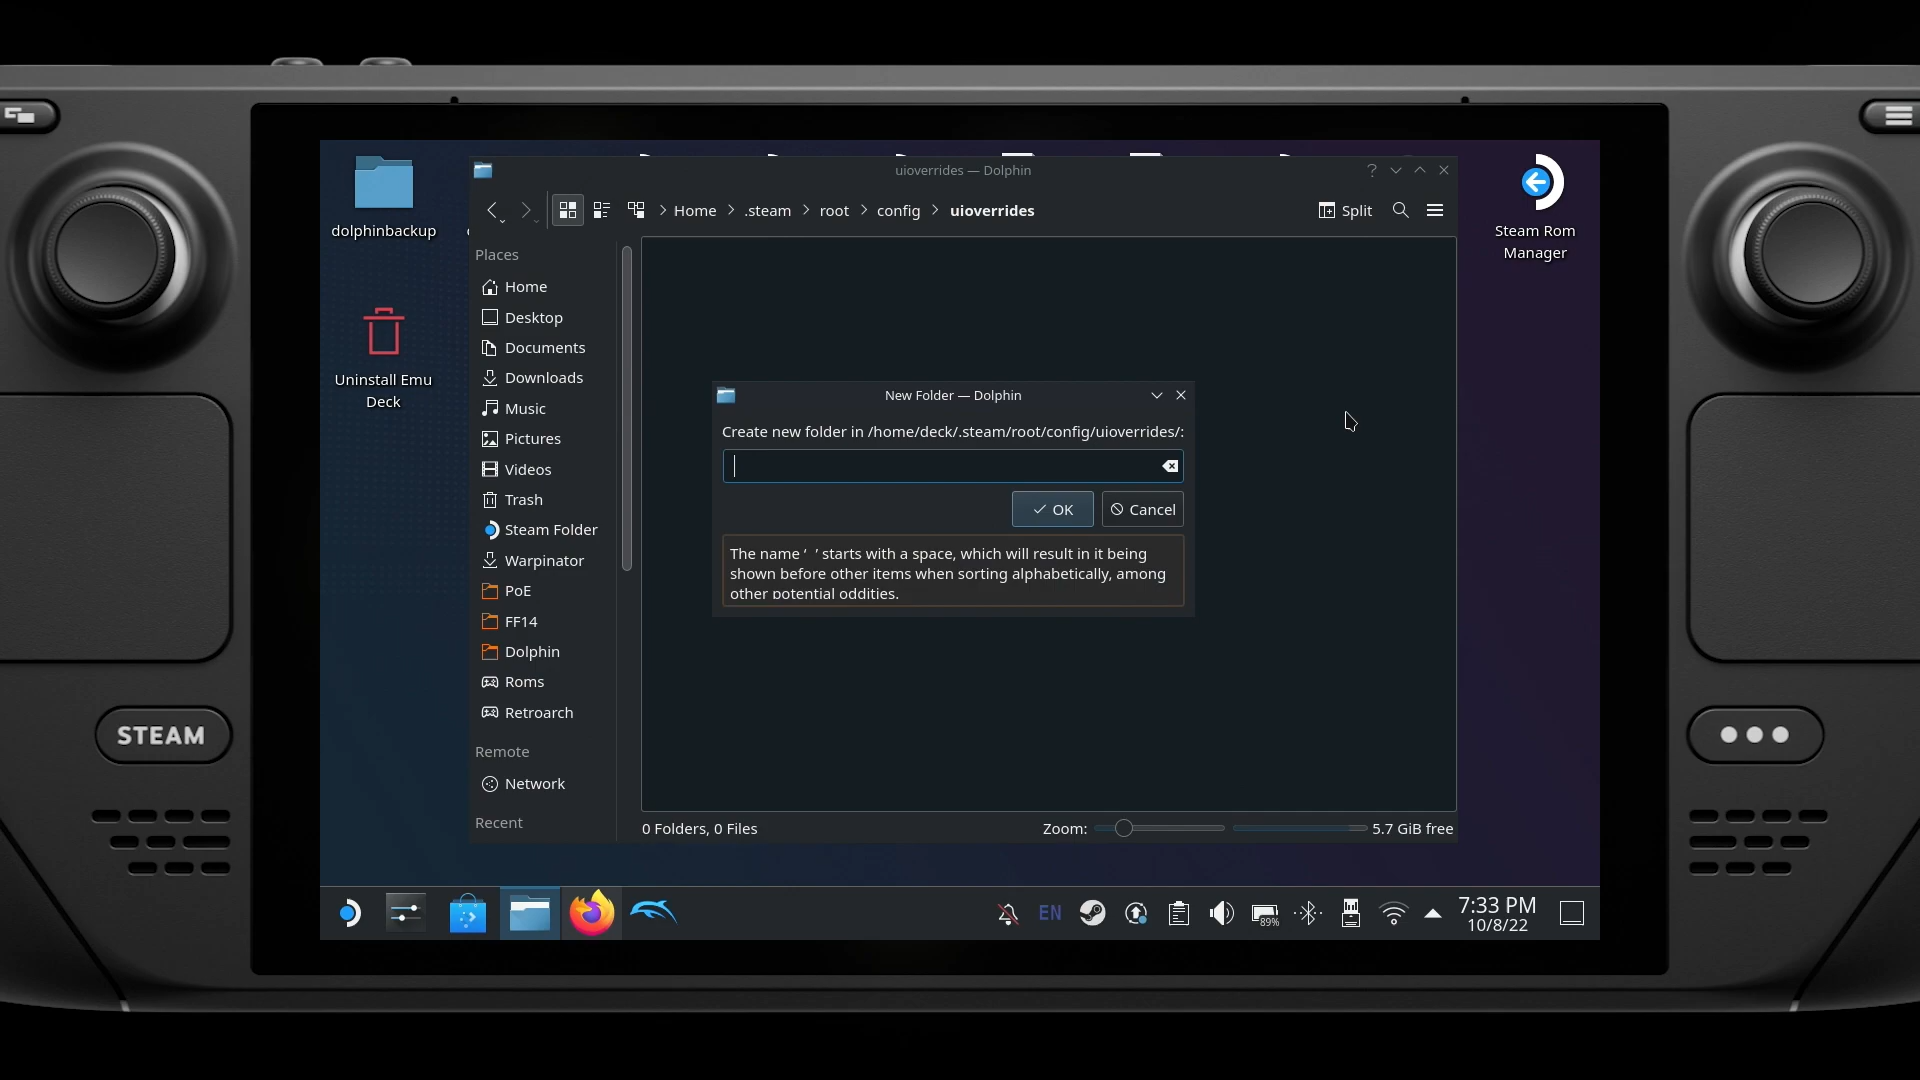 dolphinbackup
Uninstall Emu
Deck
uioverrides — Dolphin
Home
.steam
root
config
uioverrides
Split
Places
Home
Desktop
Documents
Downloads
Music
Pictures
Videos
Trash
Steam Folder
Warpinator
PoE
FF14
Dolphin
Roms
Retroarch
Remote
Network
Recent
New Folder — Dolphin
Create new folder in /home/deck/.steam/root/config/uioverrides/:
OK
Cancel
The name ‘ ’ starts with a space, which will result in it being
shown before other items when sorting alphabetically, among
other potential oddities.
0 Folders, 0 Files
Zoom:
5.7 GiB free
Steam Rom
Manager
STEAM
EN
89%
7:33 PM
10/8/22